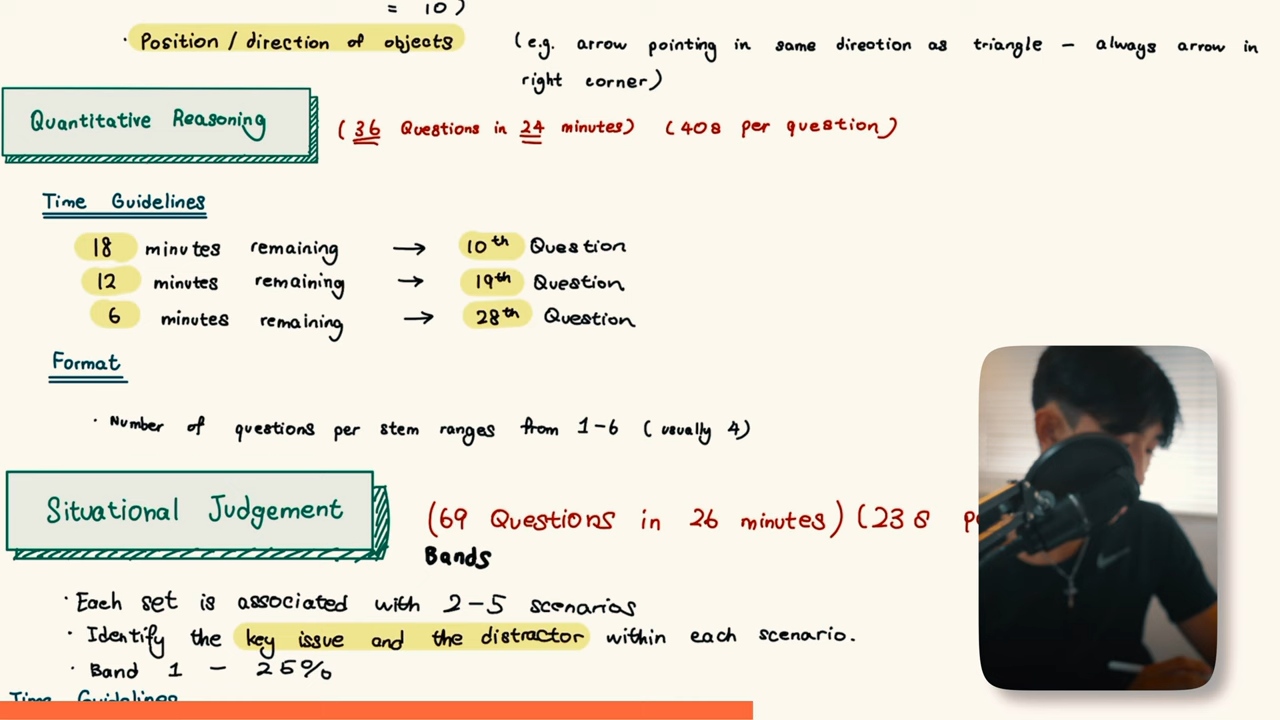 = 10)
· Position / direction of objects (e.g. arrow pointing in same direction as triangle – always arrow in
right corner)
Quantitative Reasoning (36 Questions in 24 minutes) (40s per question)
Time Guidelines
18 minutes remaining → 10th Question
12 minutes remaining → 19th Question
6 minutes remaining → 28th Question
Format
· Number of questions per stem ranges from 1-6 (usually 4)
Situational Judgement (69 Questions in 26 minutes) (23s
Bands
· Each set is associated with 2-5 scenarios
· Identify the key issue and the distractor within each scenario.
· Band 1 – 25%
Time Guidelines